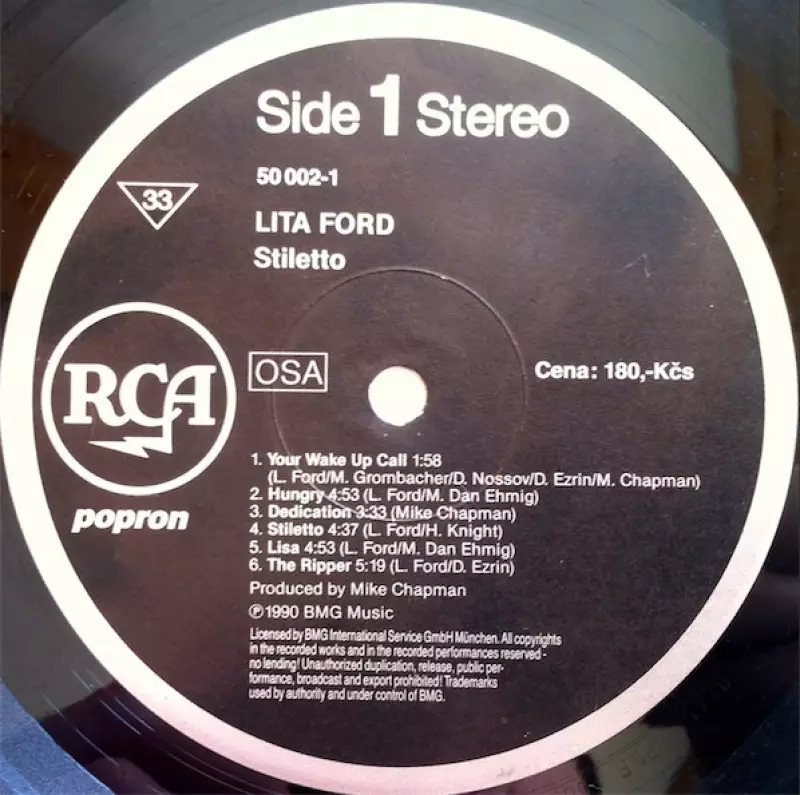 Side 1 Stereo
50 002-1
33
LITA FORD
Stiletto
RCA
OSA
Cena: 180,-Kčs
popron
1. Your Wake Up Call 1:58
(L. Ford/M. Grombacher/D. Nossov/D. Ezrin/M. Chapman)
2. Hungry 4:53 (L. Ford/M. Dan Ehmig)
3. Dedication 3:33 (Mike Chapman)
4. Stiletto 4:37 (L. Ford/H. Knight)
5. Lisa 4:53 (L. Ford/M. Dan Ehmig)
6. The Ripper 5:19 (L. Ford/D. Ezrin)
Produced by Mike Chapman
Ⓟ1990 BMG Music
Licensed by BMG International Service GmbH München. All copyrights
in the recorded works and in the recorded performances reserved -
no lending! Unauthorized duplication, release, public per-
formance, broadcast and export prohibited! Trademarks
used by authority and under control of BMG.